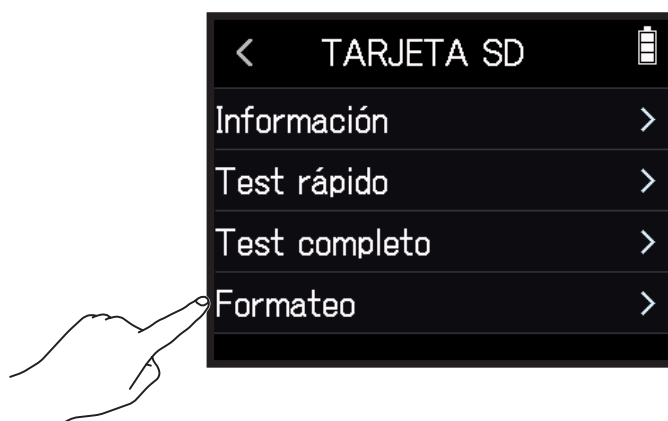 TARJETA SD
Información
Test rápido
Test completo
Formateo